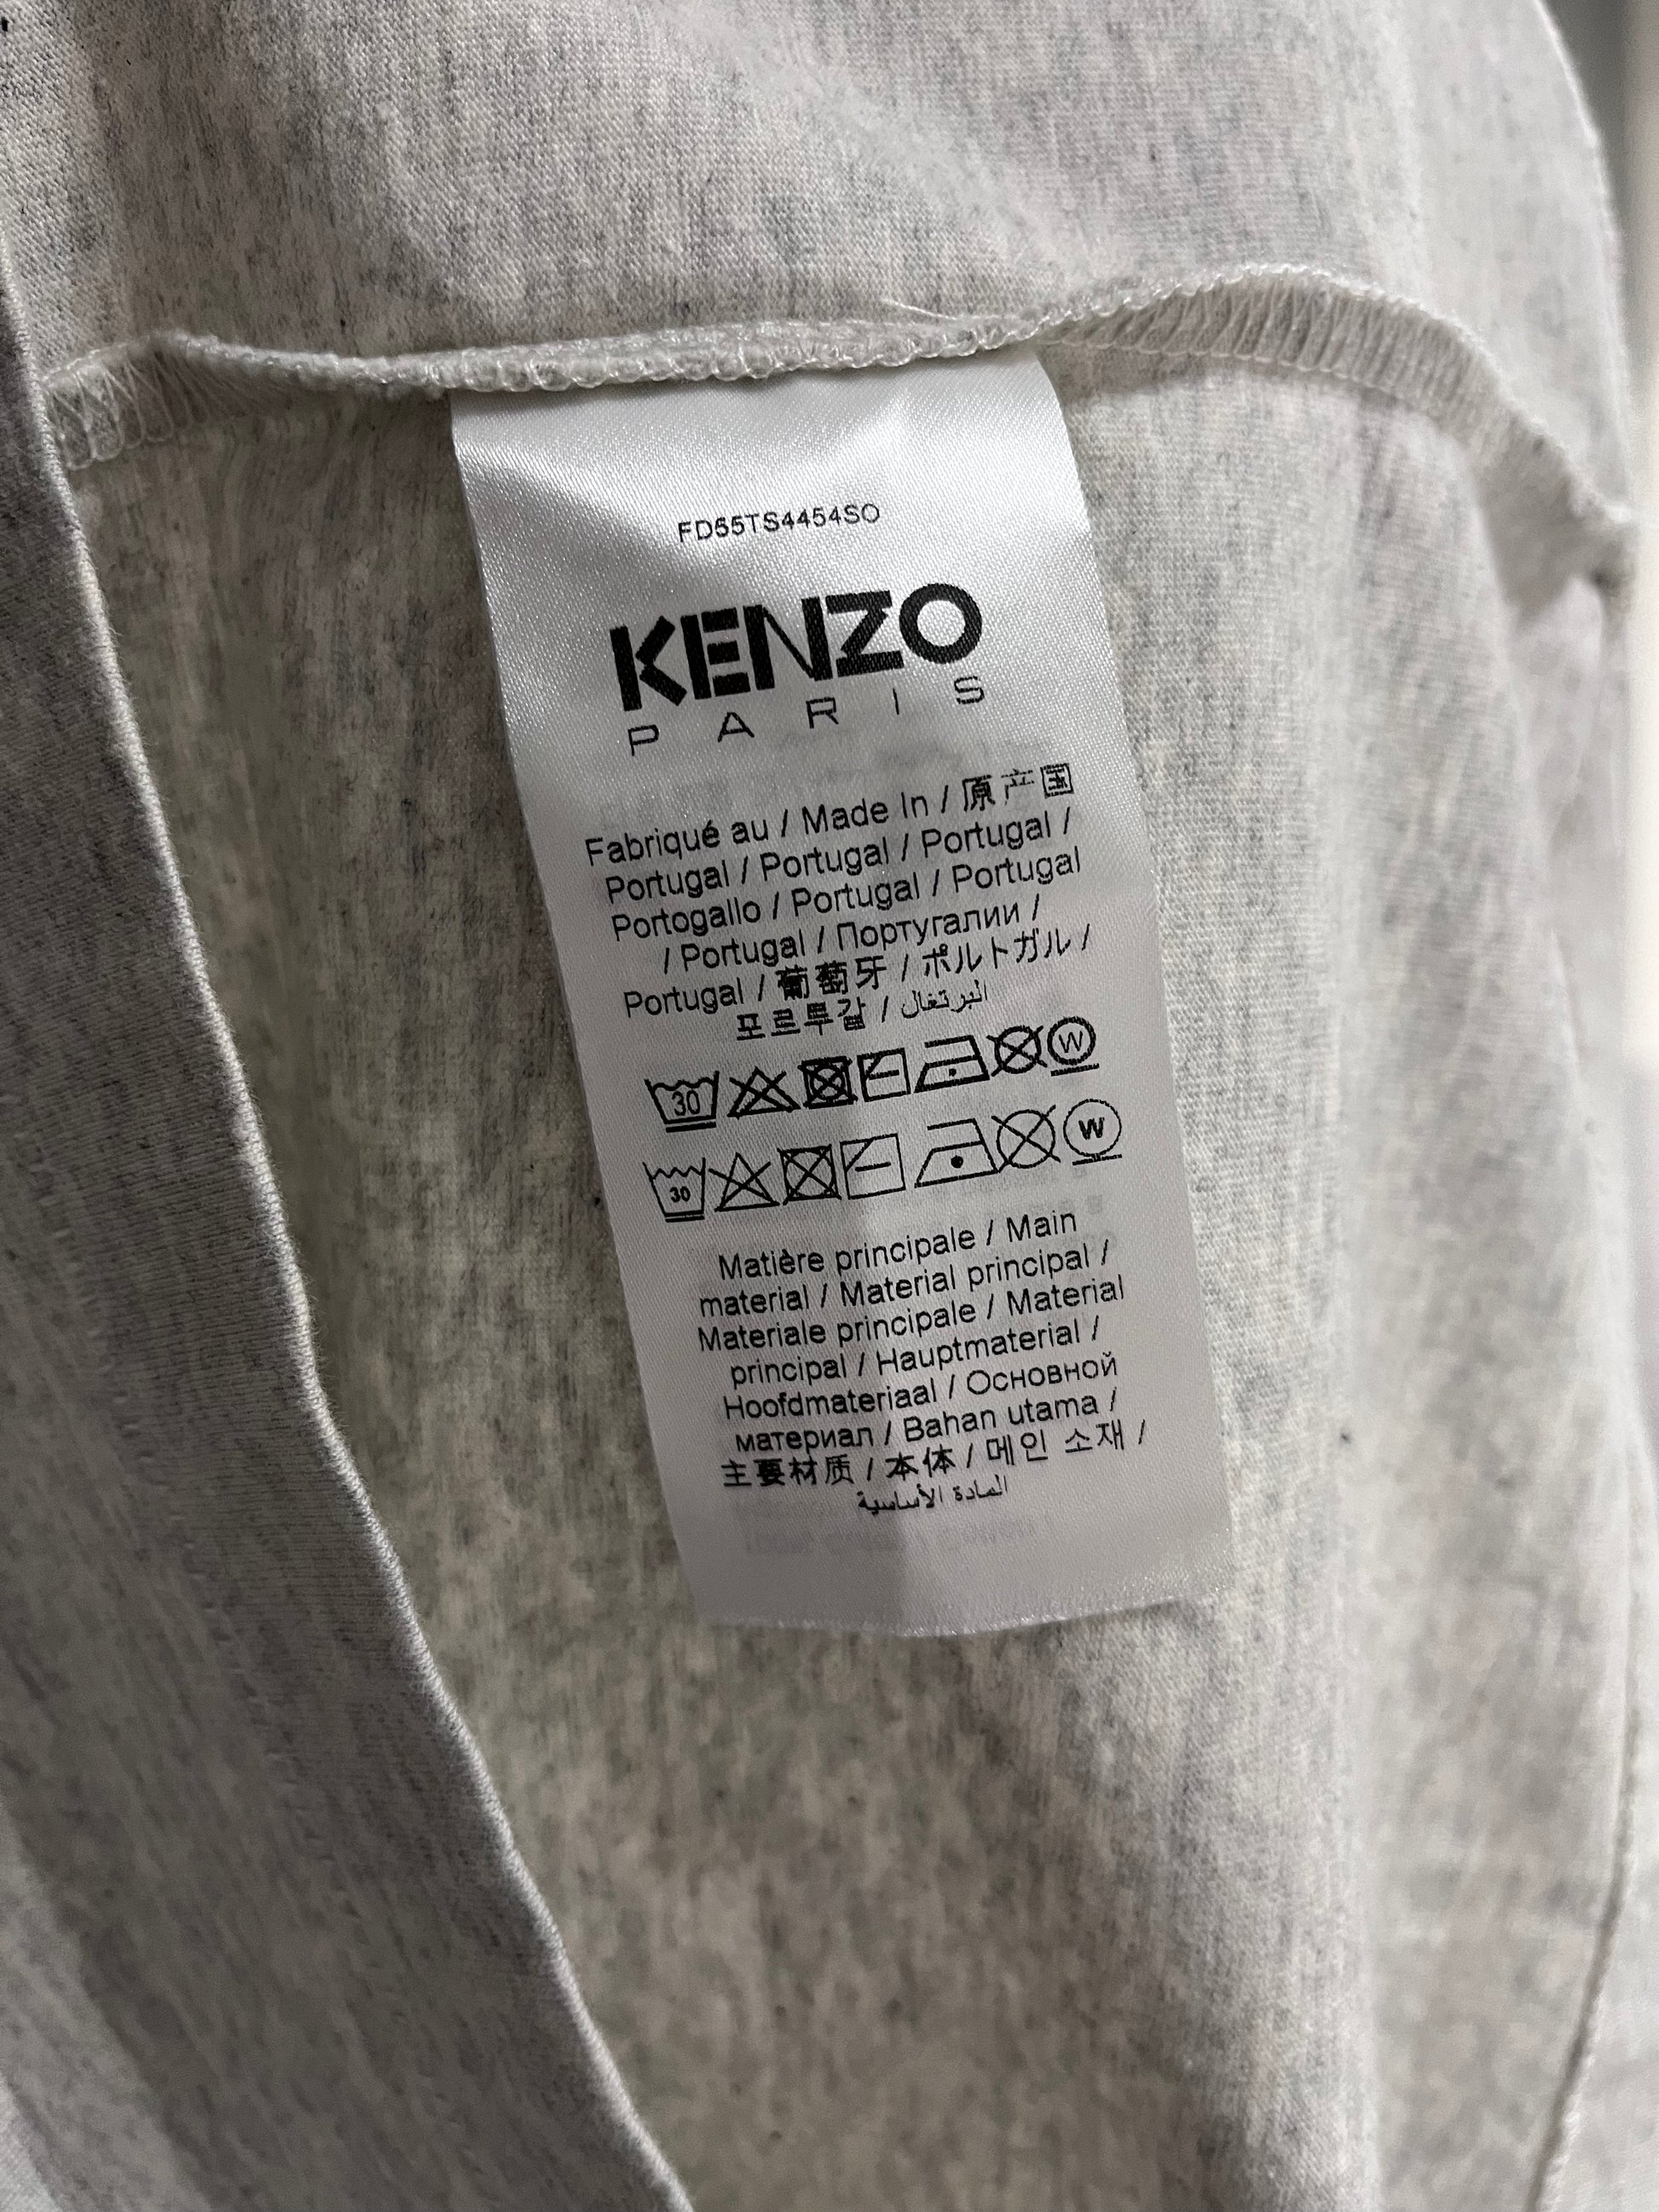 FD55TS4454SO
KENZO
PARIS
Fabriqué au / Made In / 原产国
Portugal / Portugal / Portugal /
Portogallo / Portugal / Portugal
/ Portugal / Португалии /
Portugal / 葡萄牙 / ポルトガル /
포르투갈 / البرتغال
30 W
30 W
Matière principale / Main
material / Material principal /
Materiale principale / Material
principal / Hauptmaterial /
Hoofdmateriaal / Основной
материал / Bahan utama /
主要材质 / 本体 / 메인 소재 /
المادة الأساسية